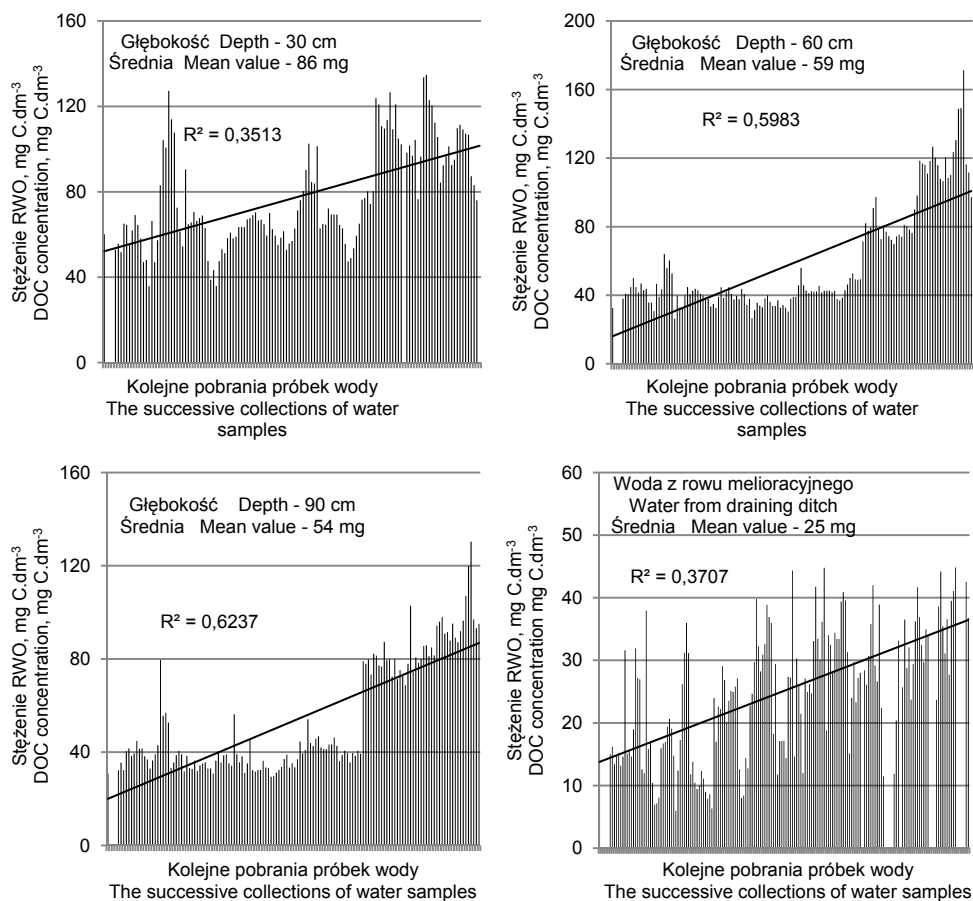 160
120
80
40
0
Stężenie RWO, mg C.dm-3
DOC concentration, mg C.dm-3
Głębokość Depth - 30 cm
Średnia Mean value - 86 mg
R² = 0,3513
Kolejne pobrania próbek wody
The successive collections of water
samples
200
160
120
80
40
0
Stężenie RWO, mg C.dm-3
DOC concentration, mg C.dm-3
Głębokość Depth - 60 cm
Średnia Mean value - 59 mg
R² = 0,5983
Kolejne pobrania próbek wody
The successive collections of water
samples
160
120
80
40
0
Stężenie RWO, mg C.dm-3
DOC concentration, mg C.dm-3
Głębokość Depth - 90 cm
Średnia Mean value - 54 mg
R² = 0,6237
Kolejne pobrania próbek wody
The successive collections of water samples
60
50
40
30
20
10
0
Stężenie RWO, mg C.dm-3
DOC concentration mg C.dm-3
Woda z rowu melioracyjnego
Water from draining ditch
Średnia Mean value - 25 mg
R² = 0,3707
Kolejne pobrania próbek wody
The successive collections of water samples